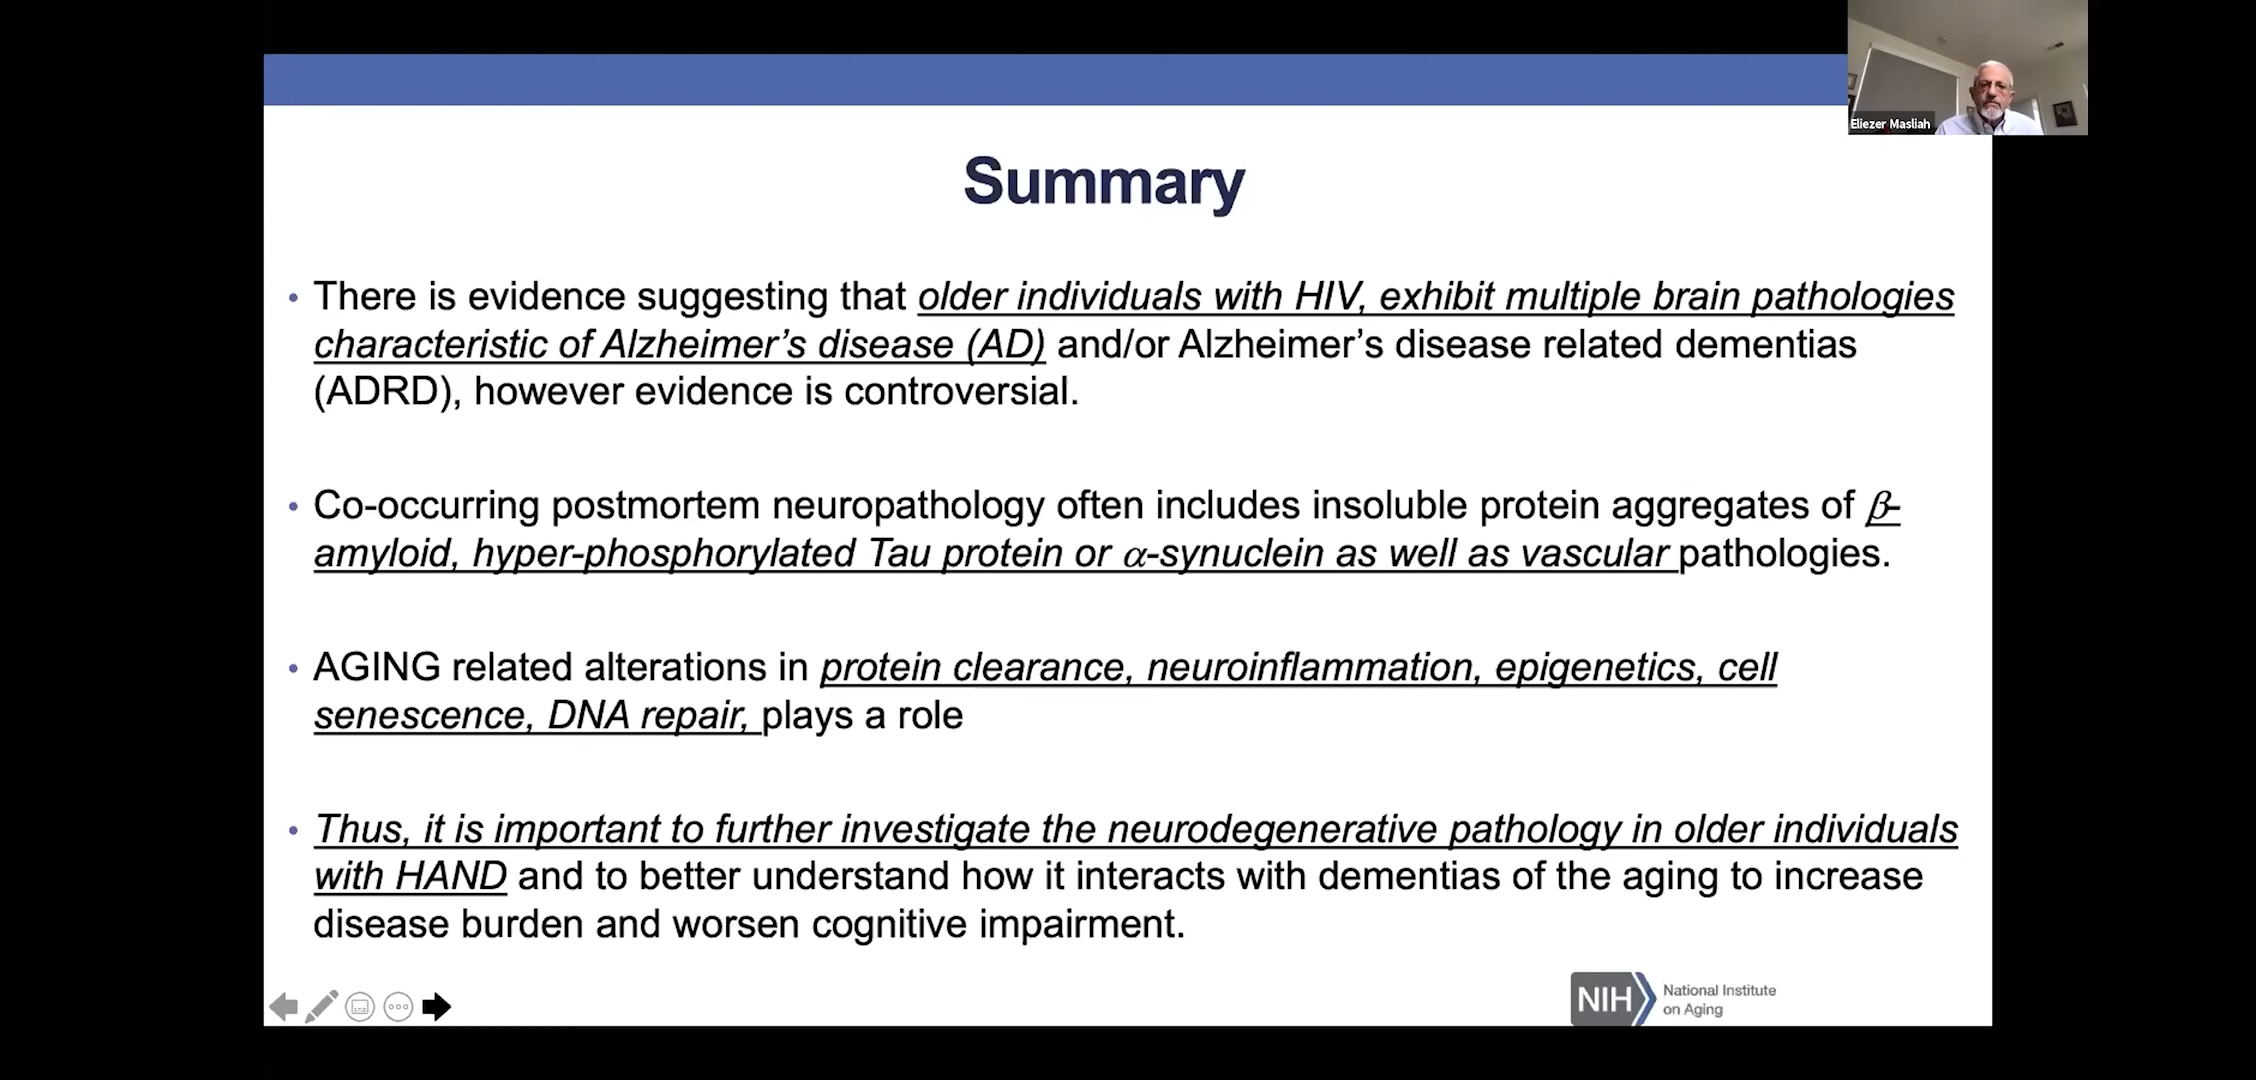 Eliezer Masliah
Summary
• There is evidence suggesting that older individuals with HIV, exhibit multiple brain pathologies
characteristic of Alzheimer’s disease (AD) and/or Alzheimer’s disease related dementias
(ADRD), however evidence is controversial.
• Co-occurring postmortem neuropathology often includes insoluble protein aggregates of β-
amyloid, hyper-phosphorylated Tau protein or α-synuclein as well as vascular pathologies.
• AGING related alterations in protein clearance, neuroinflammation, epigenetics, cell
senescence, DNA repair, plays a role
• Thus, it is important to further investigate the neurodegenerative pathology in older individuals
with HAND and to better understand how it interacts with dementias of the aging to increase
disease burden and worsen cognitive impairment.
NIH National Institute
on Aging